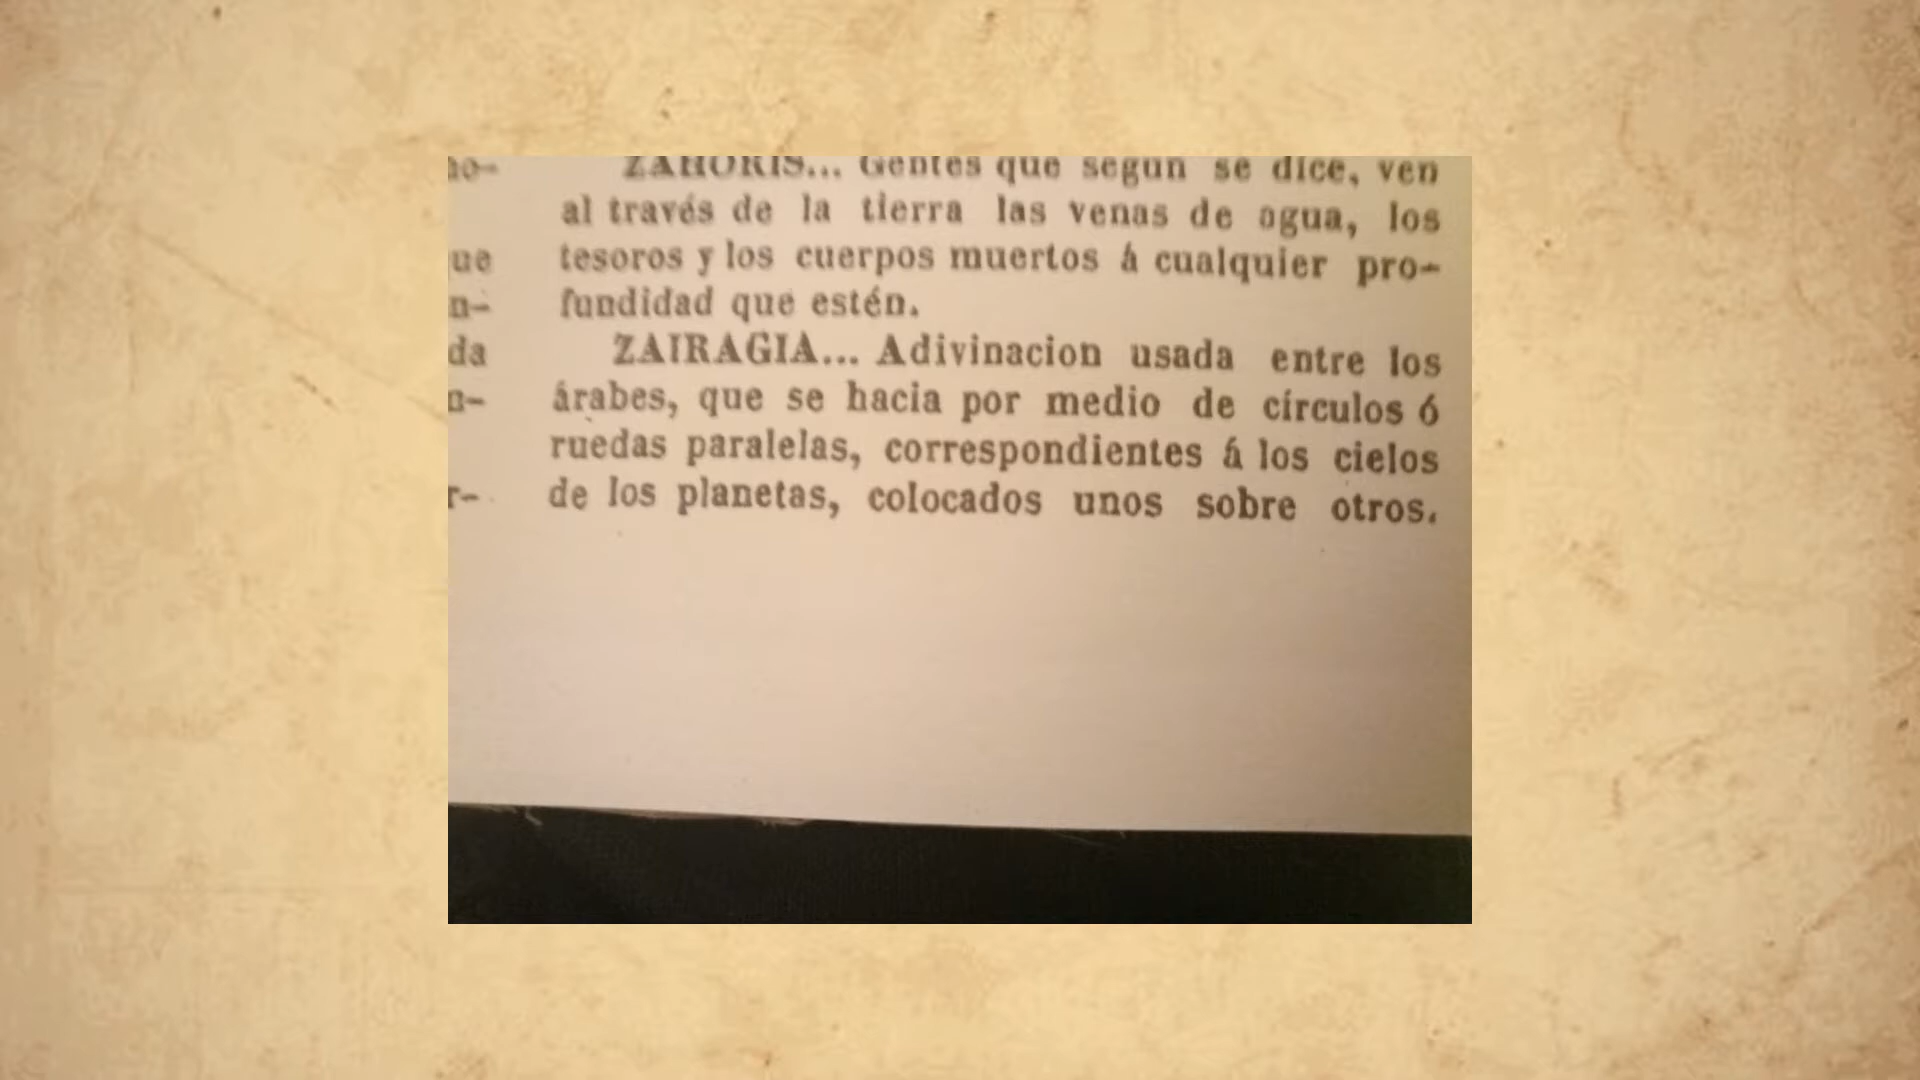 ZAHORIS... Gentes que segun se dice, ven
al través de la tierra las venas de agua, los
tesoros y los cuerpos muertos á cualquier pro-
fundidad que estén.
ZAIRAGIA... Adivinacion usada entre los
árabes, que se hacia por medio de círculos ó
ruedas paralelas, correspondientes á los cielos
de los planetas, colocados unos sobre otros.